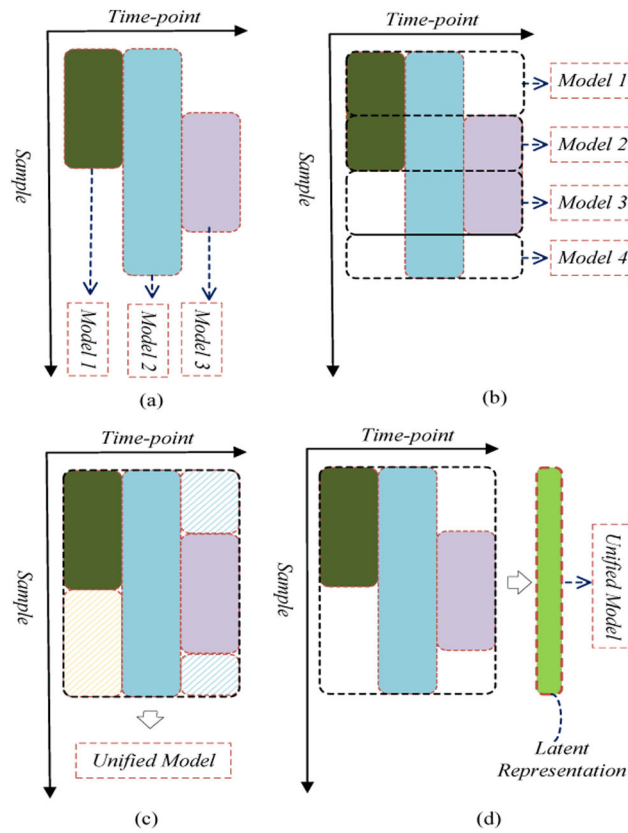 Time-point
Sample
Model 1
Model 2
Model 3
(a)
Time-point
Sample
Model 1
Model 2
Model 3
Model 4
(b)
Time-point
Sample
Unified Model
(c)
Time-point
Sample
Unified Model
Latent
Representation
(d)